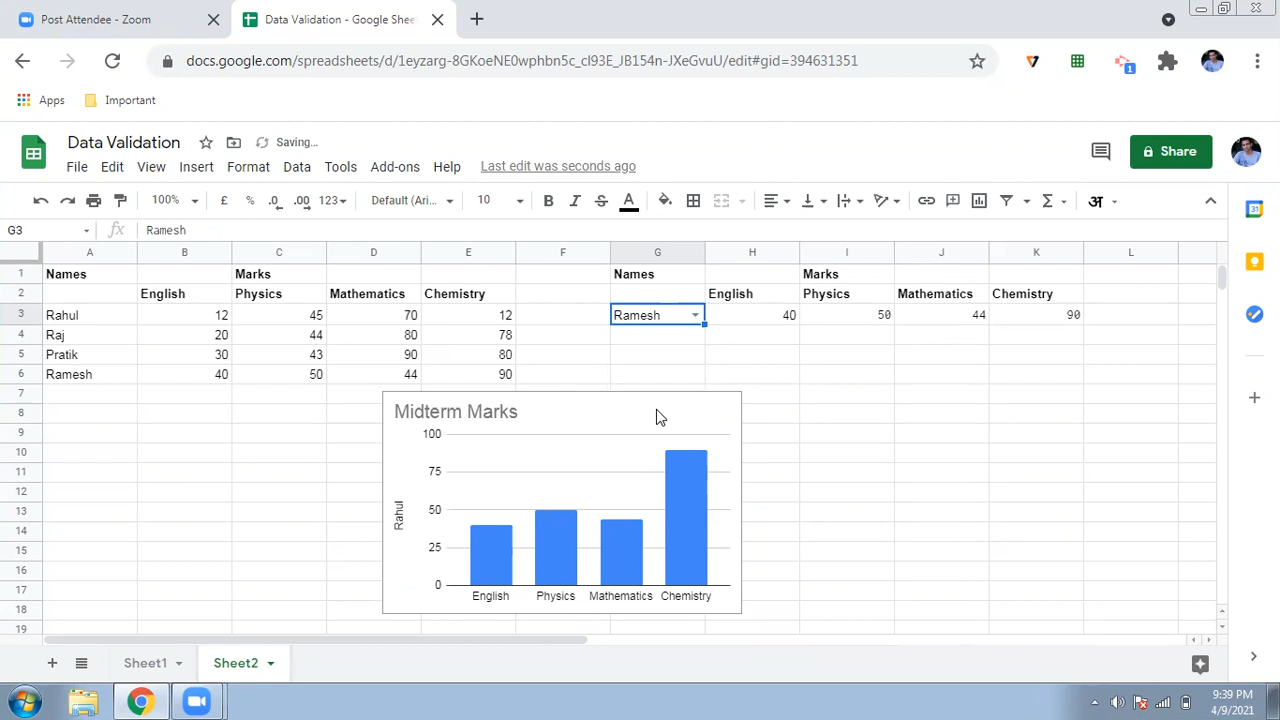 Post Attendee - Zoom
Data Validation - Google Shee
docs.google.com/spreadsheets/d/1eyzarg-8GKoeNE0wphbn5c_cl93E_JB154n-JXeGvuU/edit#gid=394631351
1
Apps Important
Data Validation Saving...
File Edit View Insert Format Data Tools Add-ons Help Last edit was seconds ago
Share
100% £ % .0 .00 123 Default (Ari... 10 B I S A Σ अ
31
G3 fx Ramesh
A B C D E F G H I J K L
1 Names Marks Names Marks
2 English Physics Mathematics Chemistry English Physics Mathematics Chemistry
3 Rahul 12 45 70 12 Ramesh 40 50 44 90
4 Raj 20 44 80 78
5 Pratik 30 43 90 80
6 Ramesh 40 50 44 90
7
8
9
10
11
12
13
14
15
16
17
18
19
Midterm Marks
100
75
50
25
0
Rahul
English Physics Mathematics Chemistry
Sheet1 Sheet2
9:39 PM
4/9/2021